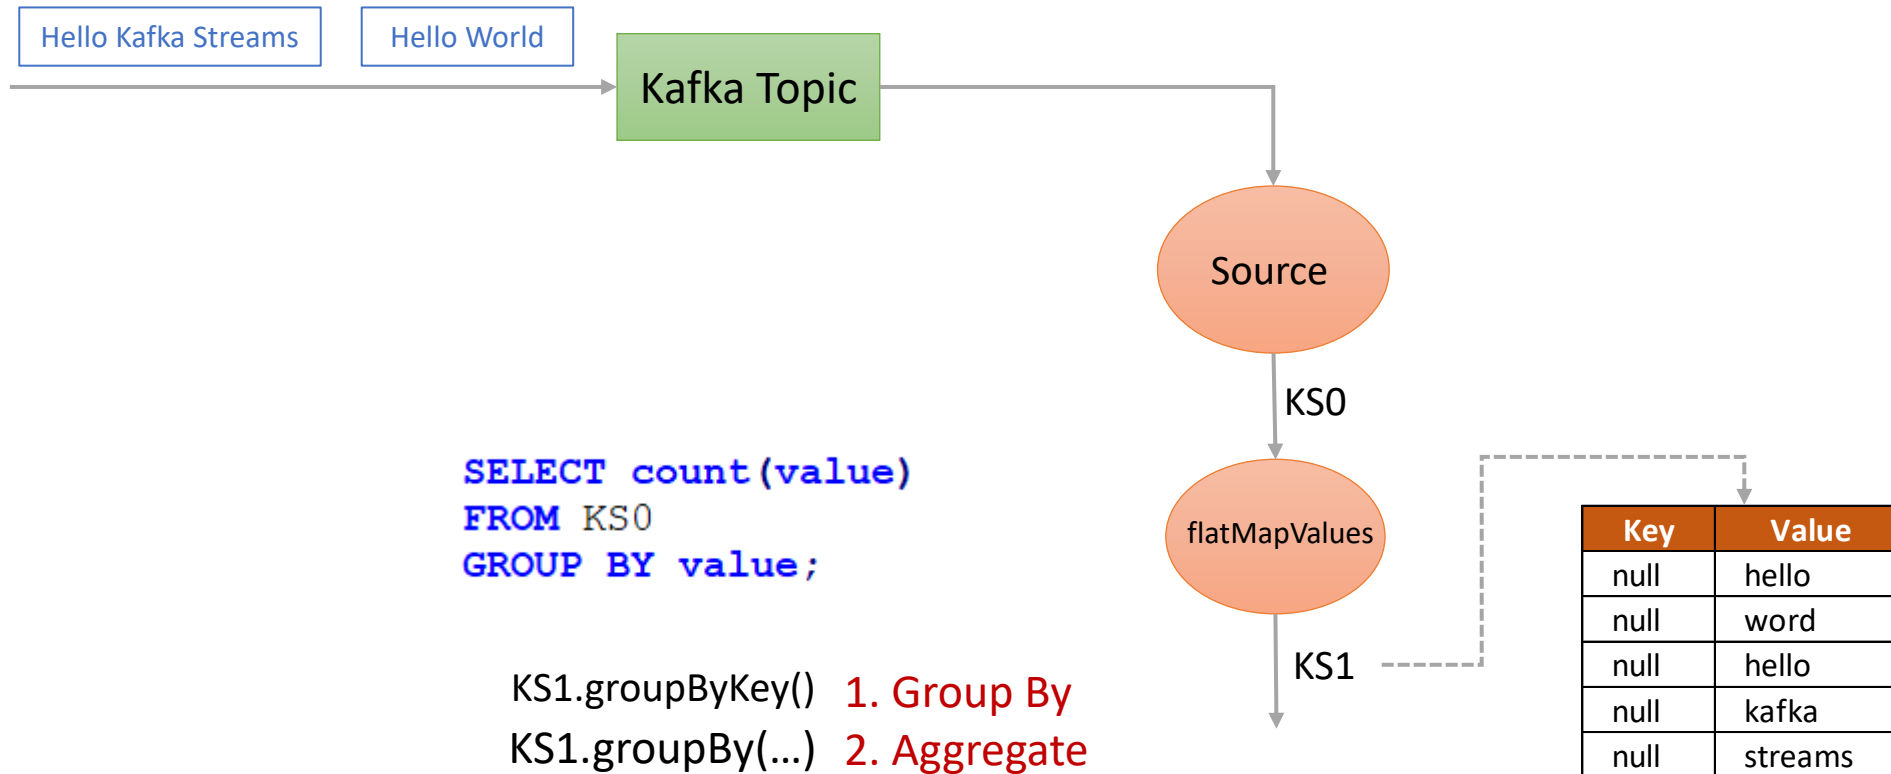 Hello Kafka Streams
Hello World
Kafka Topic
Source
KS0
SELECT count(value)
FROM KS0
GROUP BY value;
flatMapValues
KS1
Key Value
null hello
null word
null hello
null kafka
null streams
KS1.groupByKey() 1. Group By
KS1.groupBy(...) 2. Aggregate